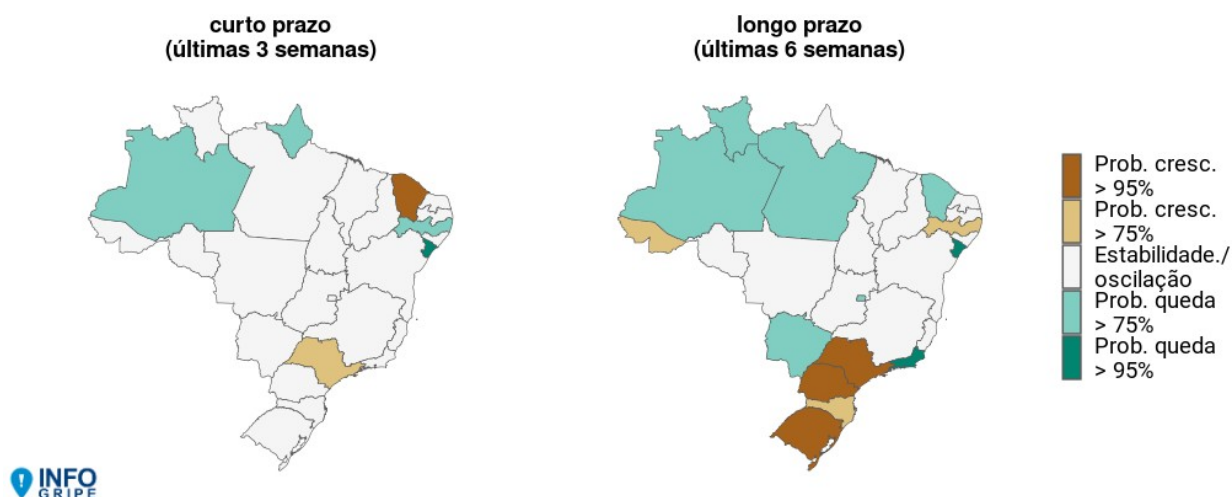 curto prazo
(últimas 3 semanas)
longo prazo
(últimas 6 semanas)
Prob. cresc.
> 95%
Prob. cresc.
> 75%
Estabilidade./
oscilação
Prob. queda
> 75%
Prob. queda
> 95%
INFO
GRIPE